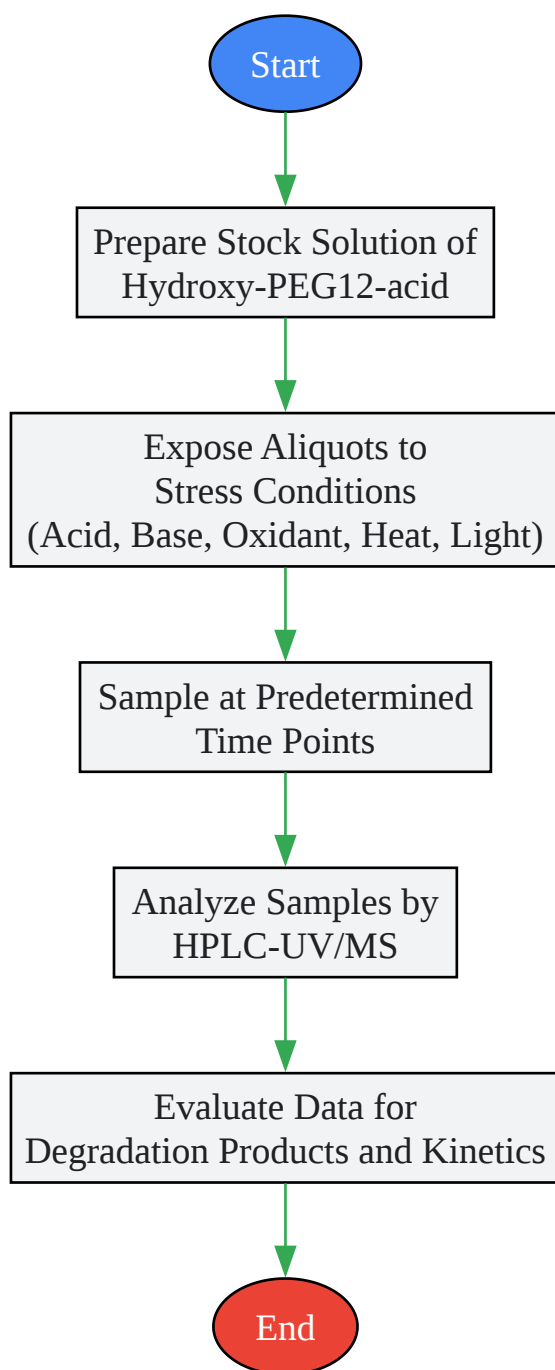 Start
Prepare Stock Solution of
Hydroxy-PEG12-acid
Expose Aliquots to
Stress Conditions
(Acid, Base, Oxidant, Heat, Light)
Sample at Predetermined
Time Points
Analyze Samples by
HPLC-UV/MS
Evaluate Data for
Degradation Products and Kinetics
End